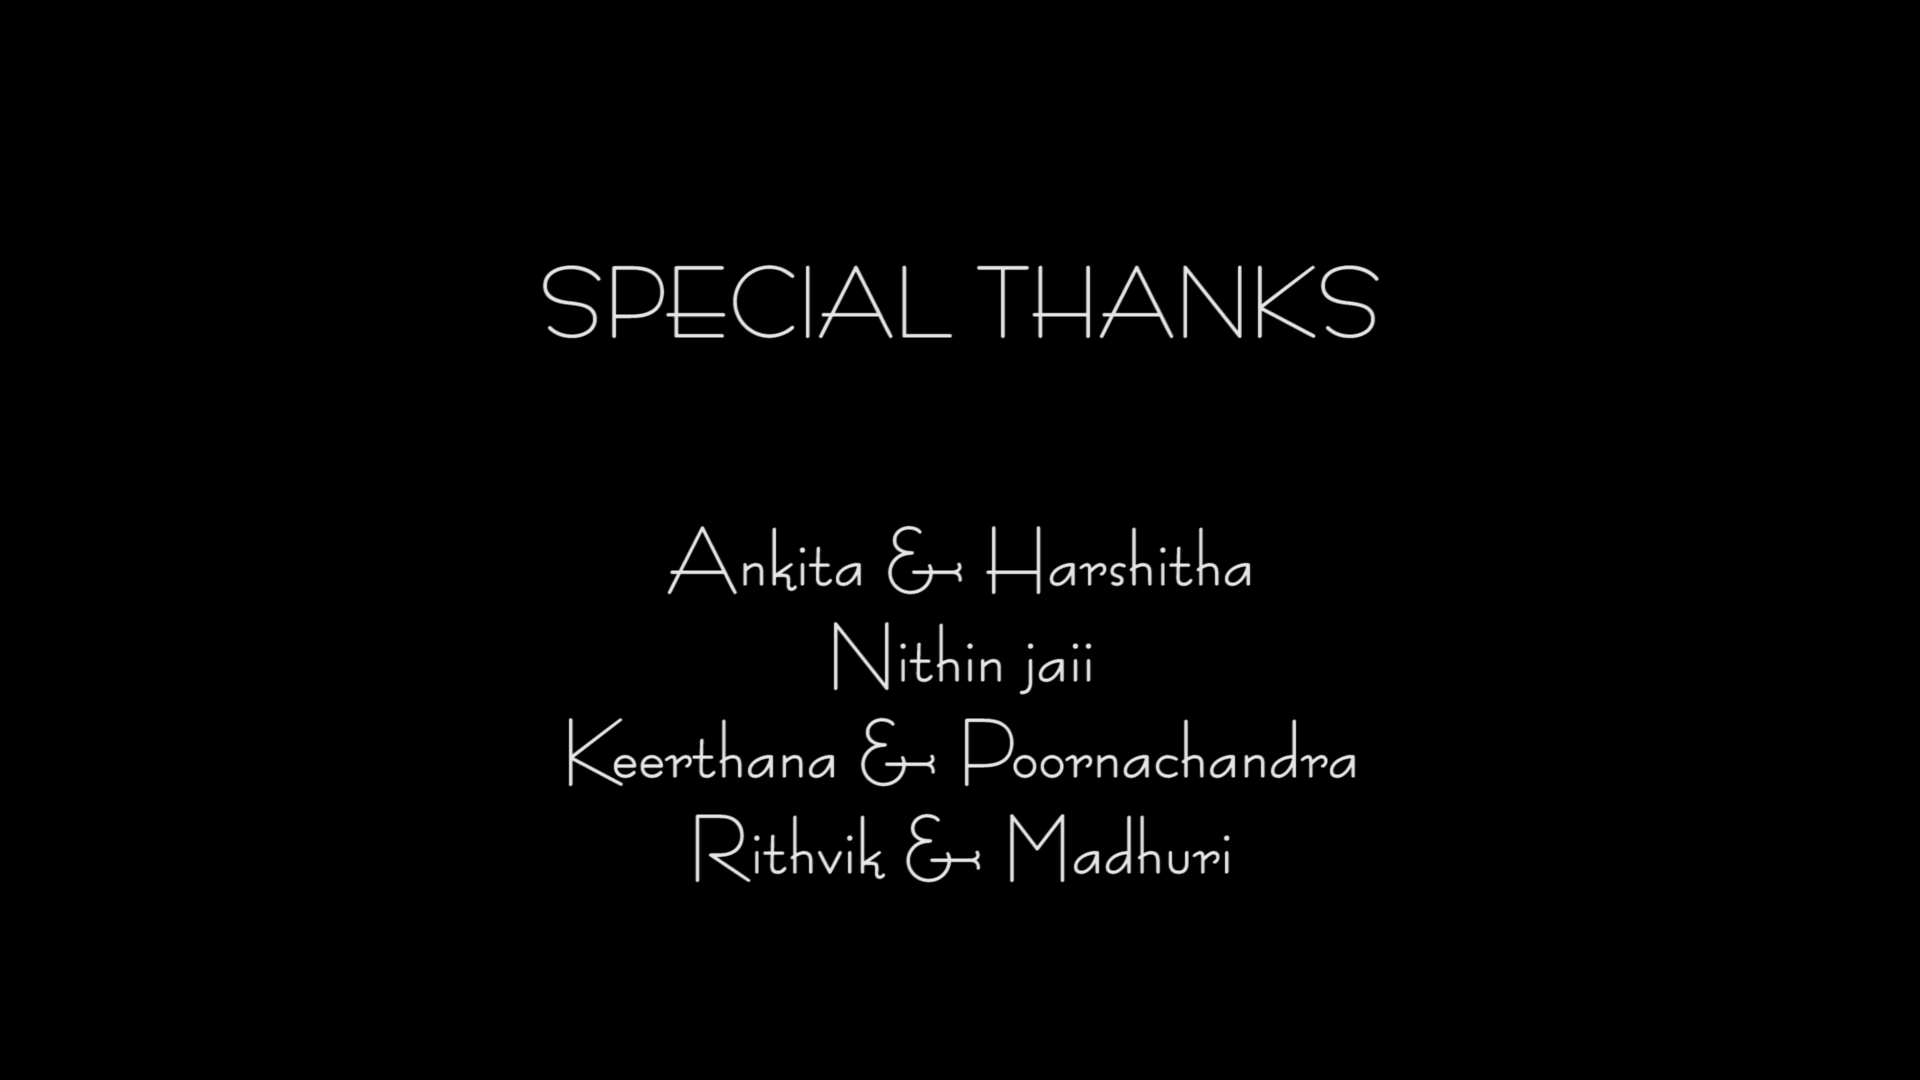 SPECIAL THANKS
Ankita & Harshitha
Nithin jaii
Keerthana & Poornachandra
Rithvik & Madhuri